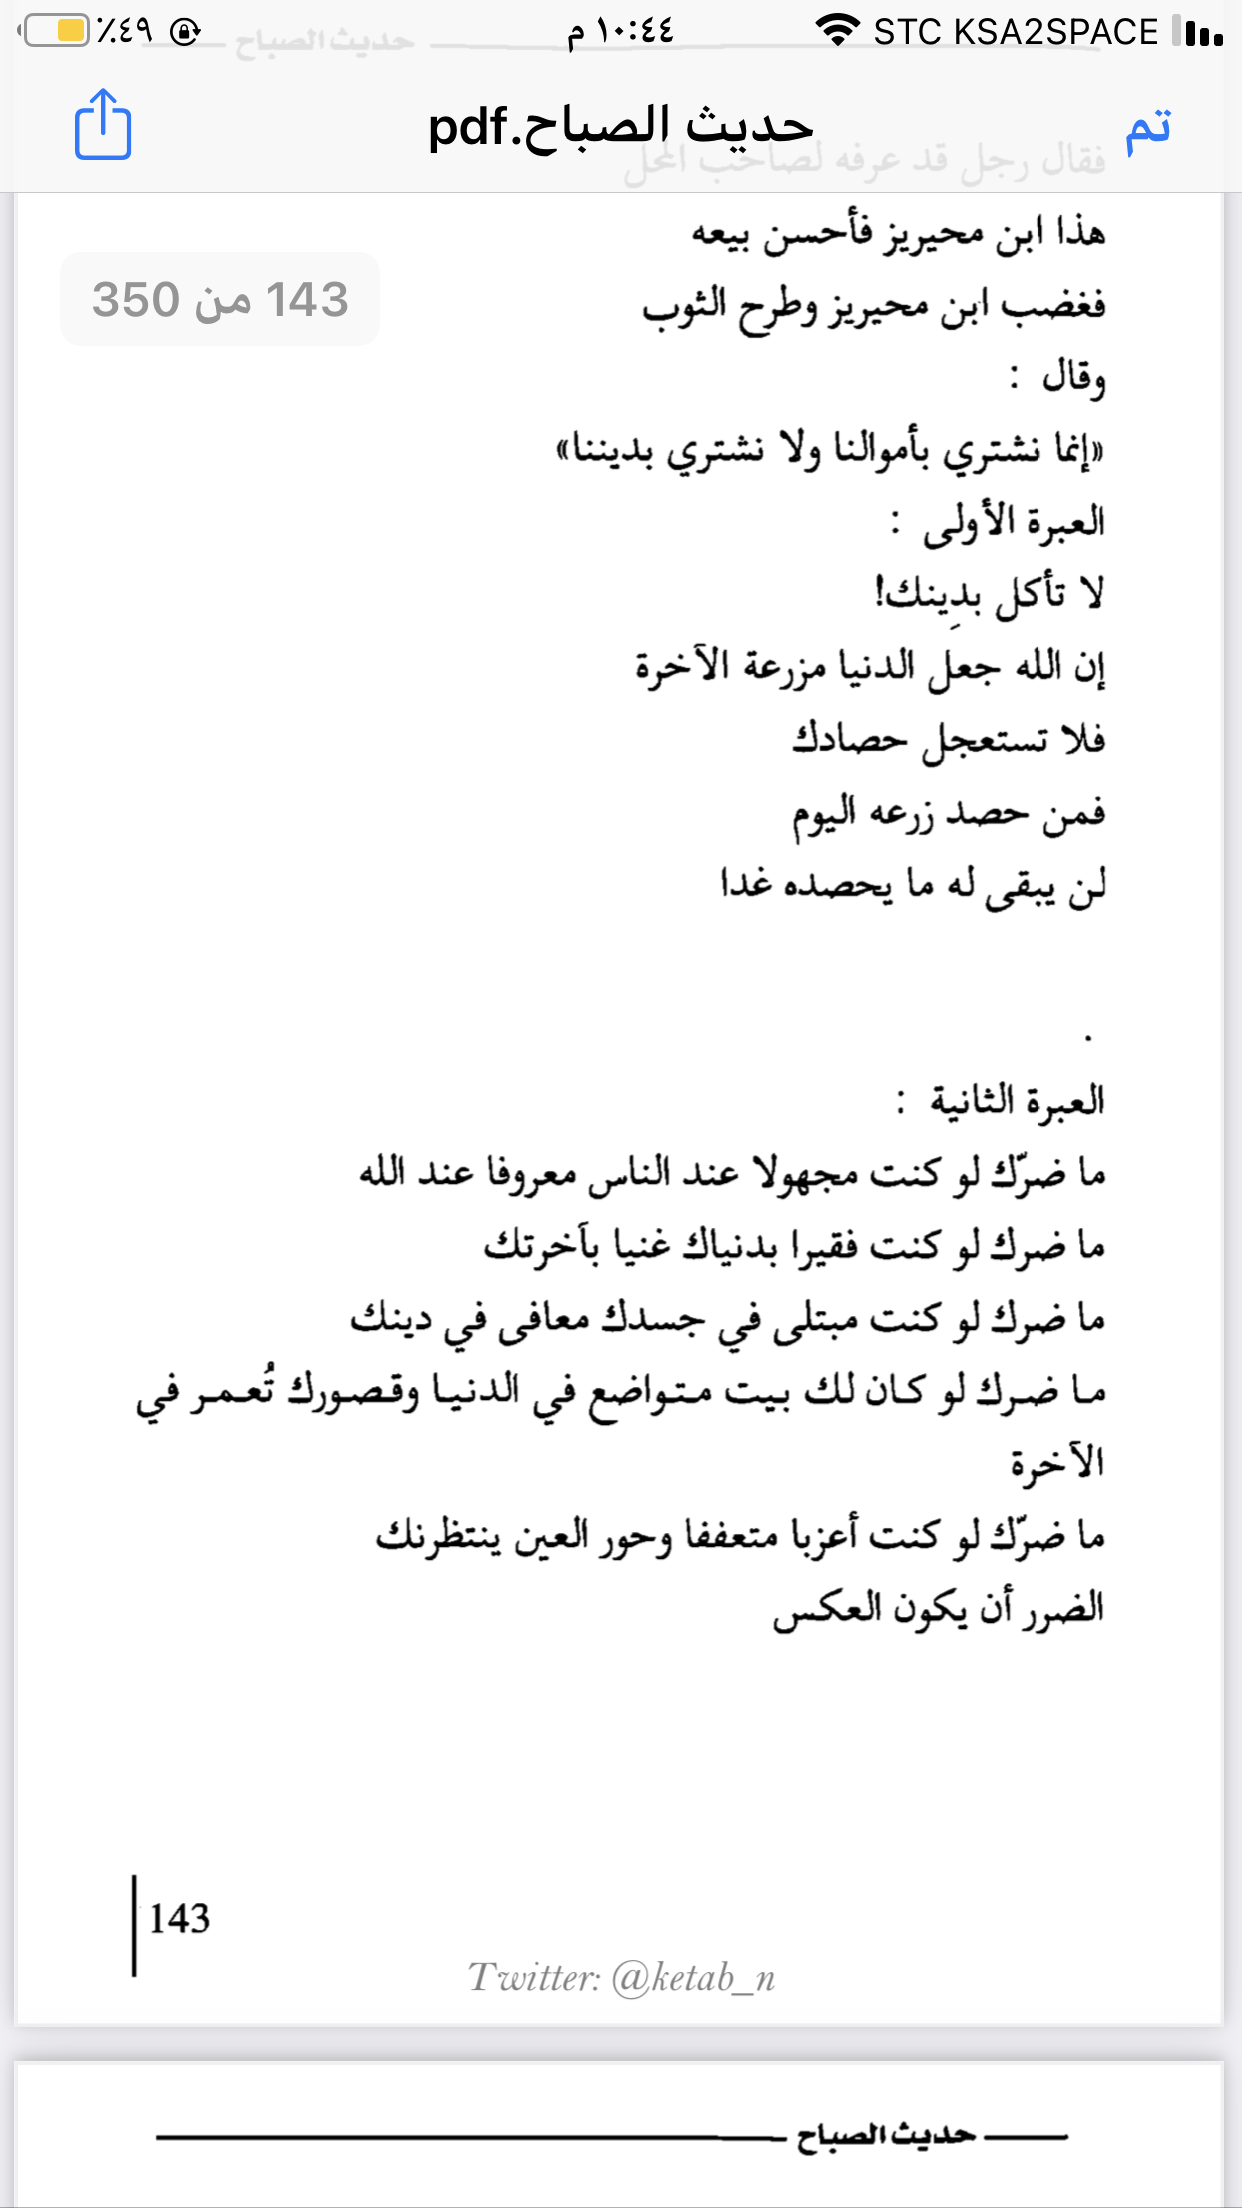 ٪٤٩ ١٠:٤٤ م STC KSA2SPACE
حديث الصباح
تم حديث الصباح.pdf
فقال رجل قد عرفه لصاحب المحل
143 من 350
هذا ابن محيريز فأحسن بيعه
فغضب ابن محيريز وطرح الثوب
وقال :
«إنما نشتري بأموالنا ولا نشتري بديننا»
العبرة الأولى :
لا تأكل بدِينك!
إن الله جعل الدنيا مزرعة الآخرة
فلا تستعجل حصادك
فمن حصد زرعه اليوم
لن يبقى له ما يحصده غدا
.
العبرة الثانية :
ما ضرّك لو كنت مجهولا عند الناس معروفا عند الله
ما ضرك لو كنت فقيرا بدنياك غنيا بآخرتك
ما ضرك لو كنت مبتلى في جسدك معافى في دينك
ما ضرك لو كان لك بيت متواضع في الدنيا وقصورك تُعمر في
الآخرة
ما ضرّك لو كنت أعزبا متعففا وحور العين ينتظرنك
الضرر أن يكون العكس
143
Twitter: @ketab_n
حديث الصباح